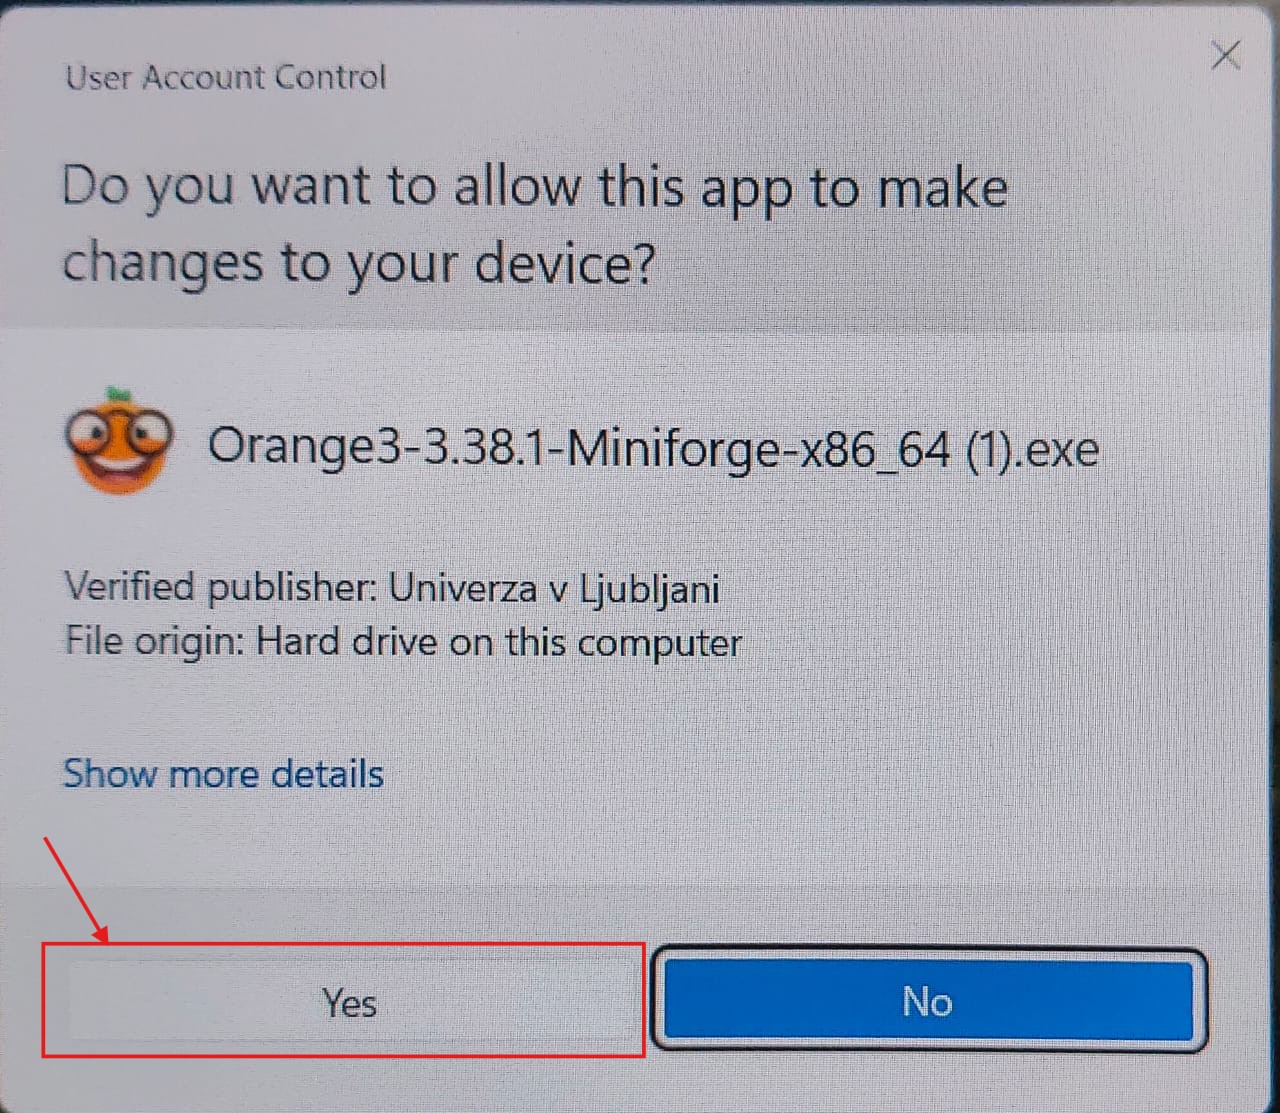 User Account Control
Do you want to allow this app to make
changes to your device?
Orange3-3.38.1-Miniforge-x86_64 (1).exe
Verified publisher: Univerza v Ljubljani
File origin: Hard drive on this computer
Show more details
Yes
No